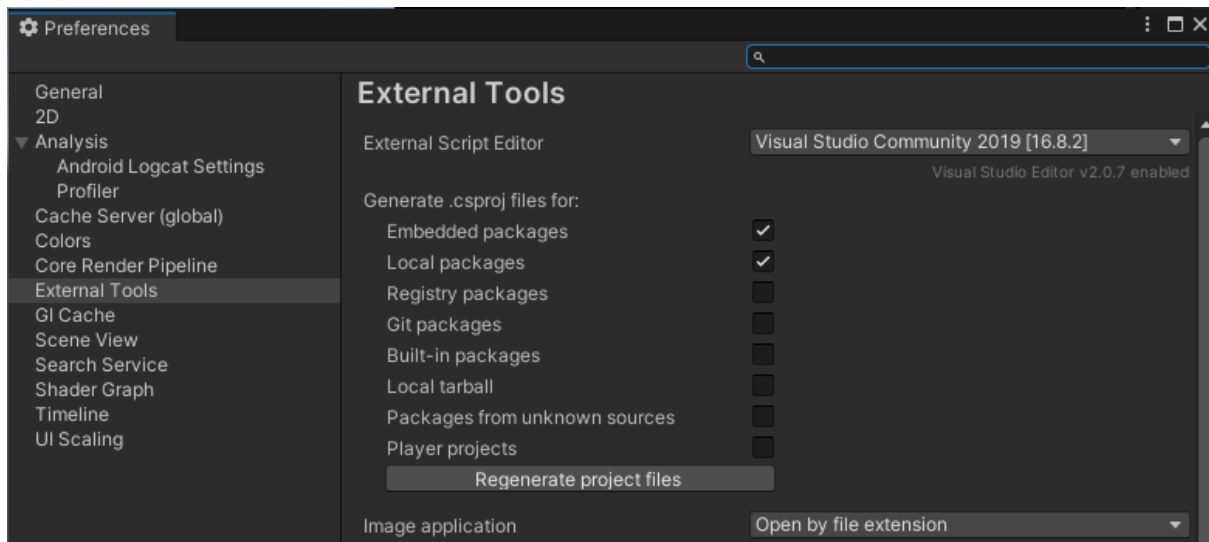 Preferences
General
2D
Analysis
Android Logcat Settings
Profiler
Cache Server (global)
Colors
Core Render Pipeline
External Tools
GI Cache
Scene View
Search Service
Shader Graph
Timeline
UI Scaling
External Tools
External Script Editor Visual Studio Community 2019 [16.8.2]
Visual Studio Editor v2.0.7 enabled
Generate .csproj files for:
Embedded packages
Local packages
Registry packages
Git packages
Built-in packages
Local tarball
Packages from unknown sources
Player projects
Regenerate project files
Image application Open by file extension